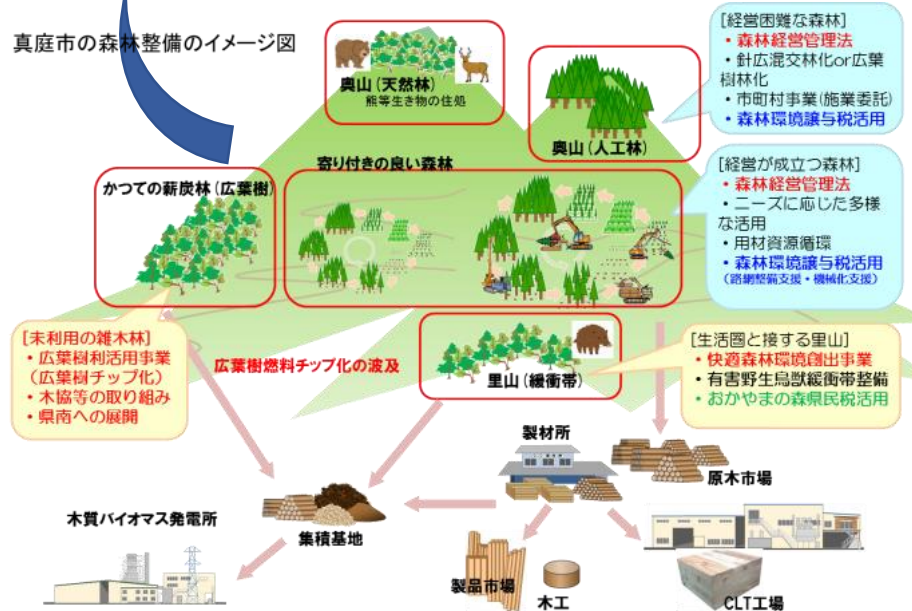 真庭市の森林整備のイメージ図
奥山(天然林)
熊等生き物の住処
奥山(人工林)
[経営困難な森林]
・森林経営管理法
・針広混交林化or広葉
樹林化
・市町村事業(施業委託)
・森林環境譲与税活用
かつての薪炭林(広葉樹)
寄り付きの良い森林
[経営が成立つ森林]
・森林経営管理法
・ニーズに応じた多様
な活用
・用材資源循環
・森林環境譲与税活用
(路網整備支援・機械化支援)
[未利用の雑木林]
・広葉樹利活用事業
(広葉樹チップ化)
・木協等の取り組み
・県南への展開
広葉樹燃料チップ化の波及
里山(緩衝帯)
[生活圏と接する里山]
・快適森林環境創出事業
・有害野生鳥獣緩衝帯整備
・おかやまの森県民税活用
製材所
原木市場
木質バイオマス発電所
集積基地
製品市場
木工
CLT工場